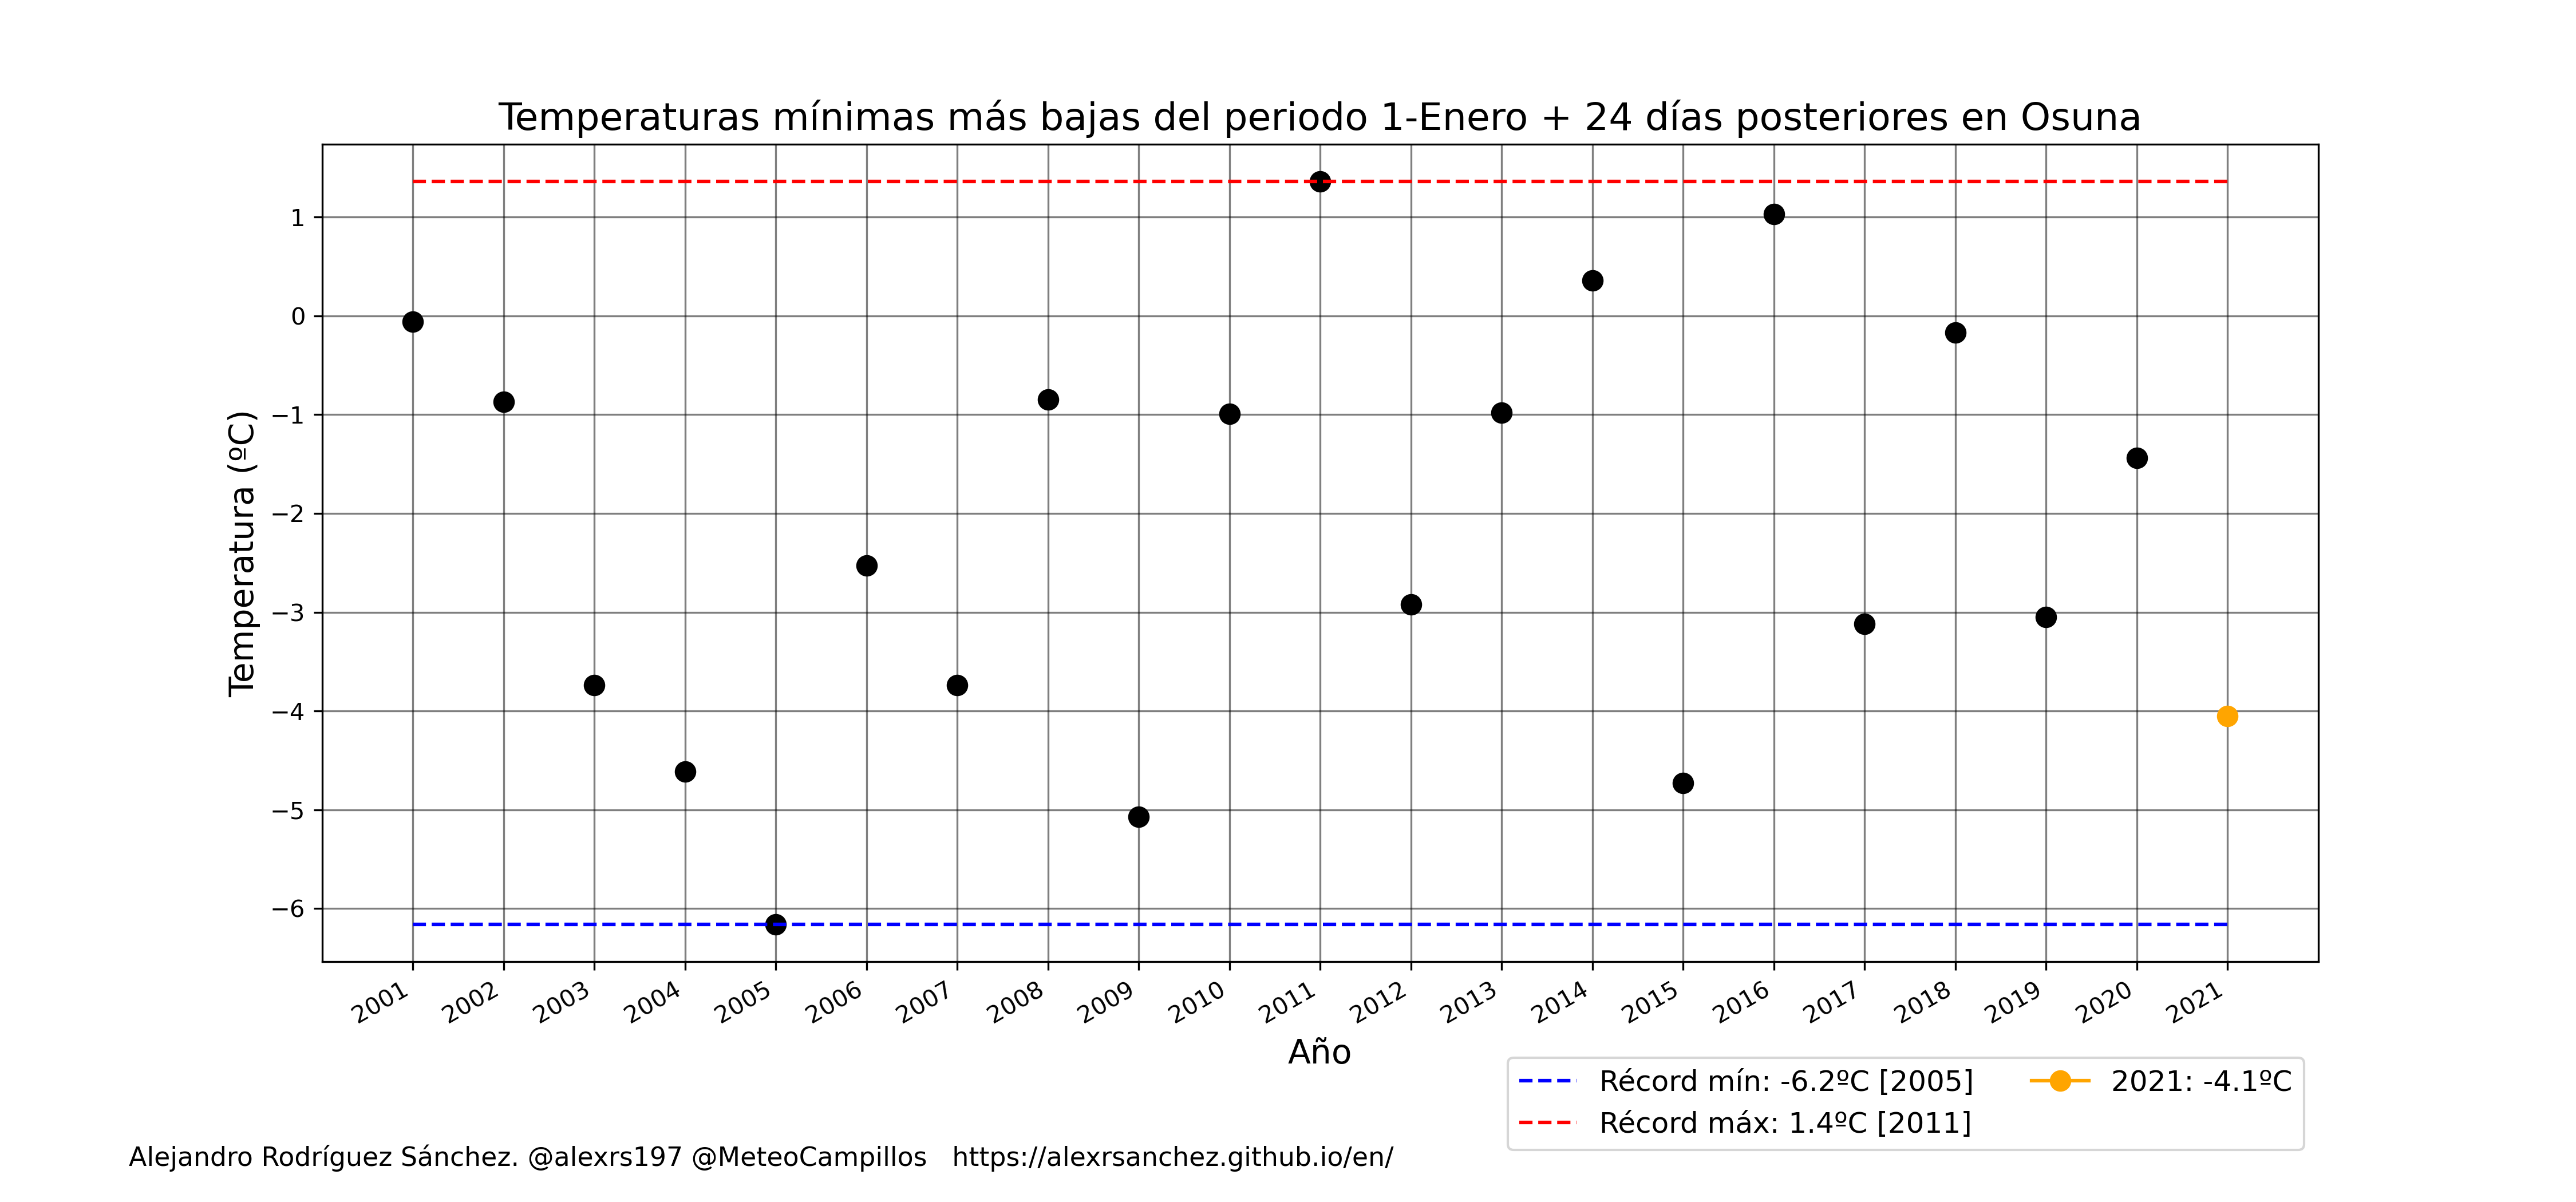 Temperaturas mínimas más bajas del periodo 1-Enero + 24 días posteriores en Osuna
Temperatura (ºC)
1
0
−1
−2
−3
−4
−5
−6
2001 2002 2003 2004 2005 2006 2007 2008 2009 2010 2011 2012 2013 2014 2015 2016 2017 2018 2019 2020 2021
Año
Récord mín: -6.2ºC [2005]
Récord máx: 1.4ºC [2011]
2021: -4.1ºC
Alejandro Rodríguez Sánchez. @alexrs197 @MeteoCampillos https://alexrsanchez.github.io/en/